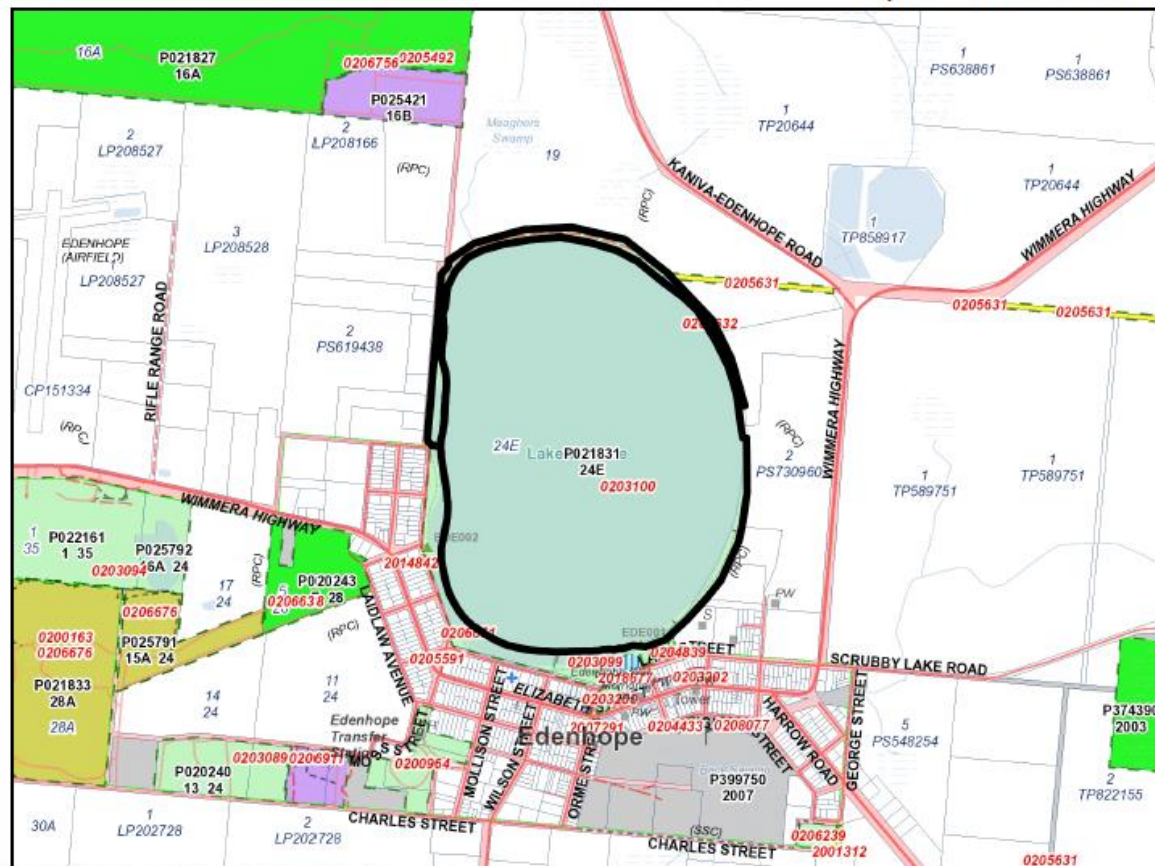 16A
P021827
16A
0206756
0205492
P025421
16B
1
PS638861
1
PS638861
2
LP208527
2
LP208166
(RPC)
Meaghers
Swamp
19
1
TP20644
1
TP20644
KANIVA-EDENHOPE ROAD
(RPC)
WIMMERA HIGHWAY
1
TP858917
3
LP208528
EDENHOPE
(AIRFIELD)
1
LP208527
RIFLE RANGE ROAD
2
PS619438
0205631
0205631
0205631
CP151334
(RPC)
24E
P021831
24E
0203100
WIMMERA HIGHWAY
(RPC)
2
PS730960
1
TP589751
1
TP589751
WIMMERA HIGHWAY
1
35
P022161
1 35
P025792
16A 24
0203094
17
24
(RPC)
P020243
28
EDE002
2014842
(RPC)
PW
S
0206676
0200163
0206676
P025791
15A 24
P021833
28A
28A
(RPC)
LAIDLAW AVENUE
0205591
EDE001
0203099
0204839
STREET
SCRUBBY LAKE ROAD
14
24
11
24
Edenhope
Transfer
MOLLISON STREET
WILSON STREET
ORME
0203202
Tower
Edenhope
0204433
0208077
STREET
HARROW ROAD
GEORGE STREET
5
PS548254
P374390
2003
P020240
13 24
0203089
0206911
0200964
P399750
2007
(SSC)
2
TP822155
30A
1
LP202728
2
LP202728
CHARLES STREET
CHARLES STREET
0206239
2001312
0205631